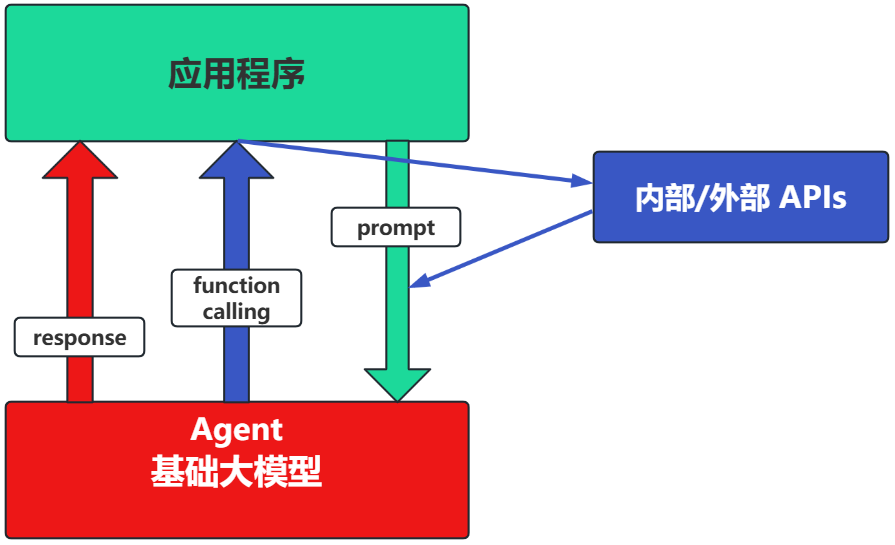 应用程序
内部/外部 APIs
prompt
function
calling
response
Agent
基础大模型